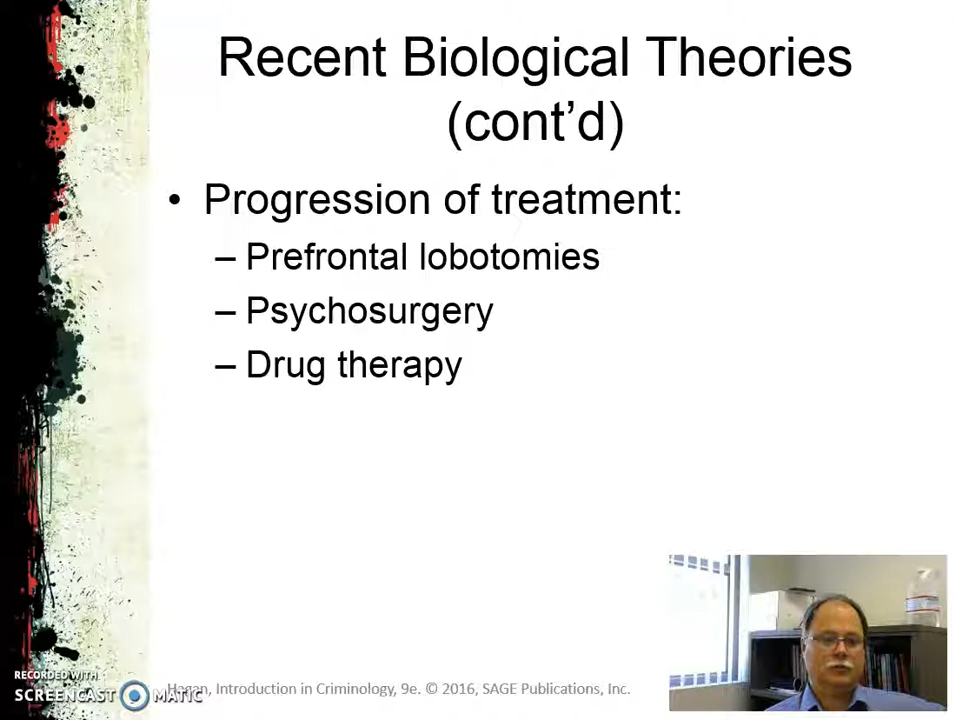 Recent Biological Theories
(cont'd)
• Progression of treatment:
– Prefrontal lobotomies
– Psychosurgery
– Drug therapy
RECORDED WITH
SCREENCAST MATIC
Hagan, Introduction in Criminology, 9e. © 2016, SAGE Publications, Inc.